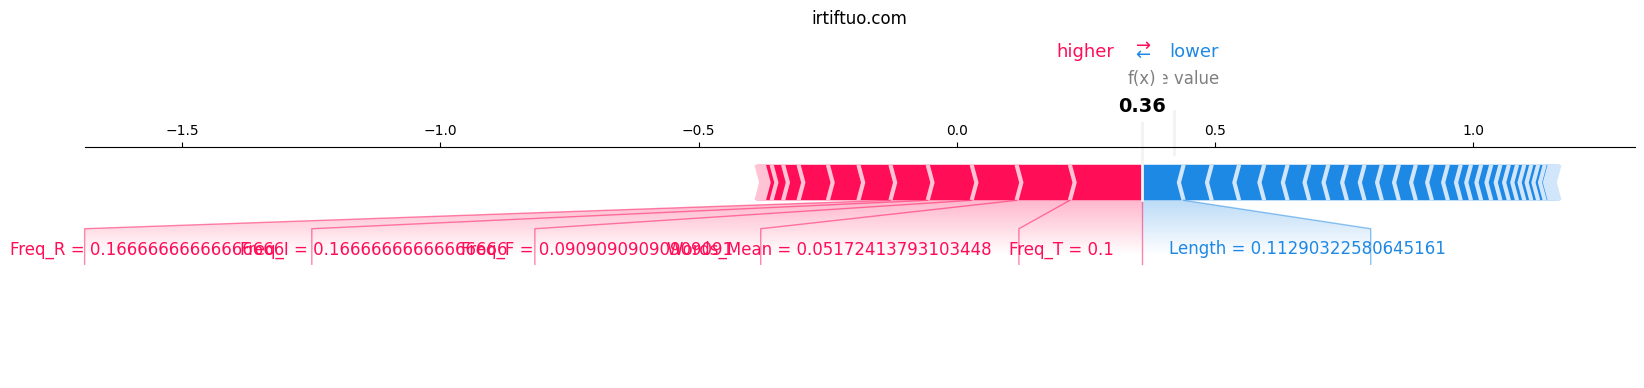 irtiftuo.com
higher ⇄ lower
f(x) e value
0.36
−1.5 −1.0 −0.5 0.0 0.5 1.0
Freq_R = 0.16666666666666666 Freq_I = 0.16666666666666666 Freq_F = 0.09090909090909091 Words_Mean = 0.05172413793103448 Freq_T = 0.1 Length = 0.11290322580645161